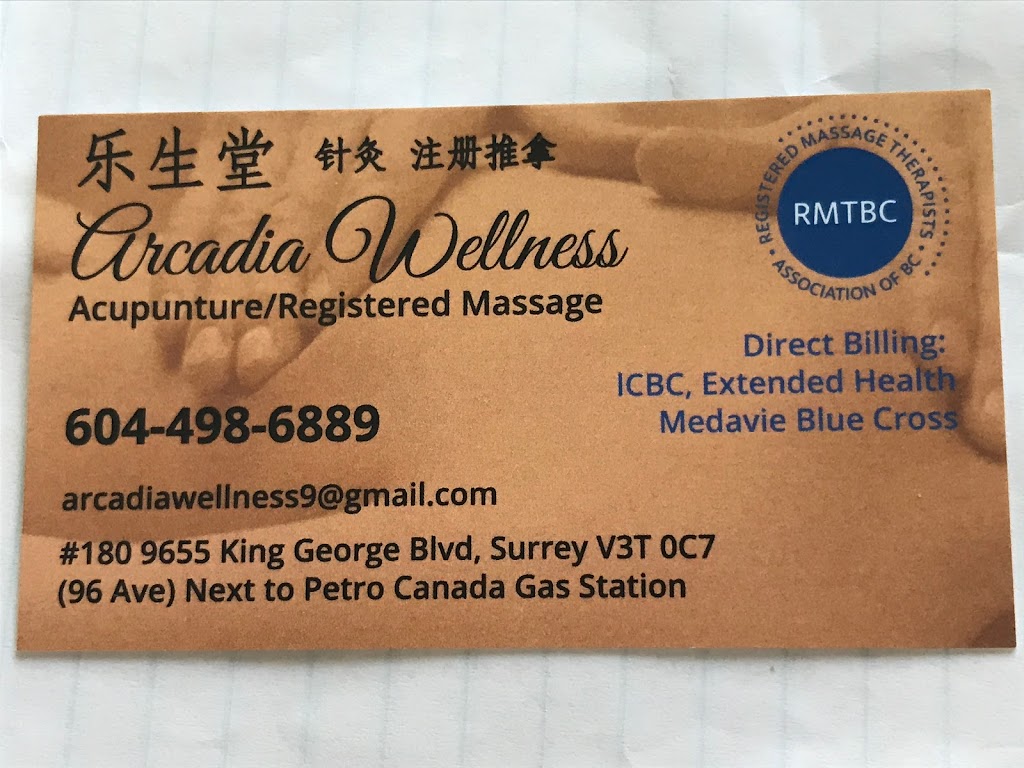 乐生堂 针灸 注册推拿
Arcadia Wellness
Acupunture/Registered Massage
REGISTERED MASSAGE THERAPISTS
RMTBC
ASSOCIATION OF BC
Direct Billing:
ICBC, Extended Health
Medavie Blue Cross
604-498-6889
arcadiawellness9@gmail.com
#180 9655 King George Blvd, Surrey V3T 0C7
(96 Ave) Next to Petro Canada Gas Station